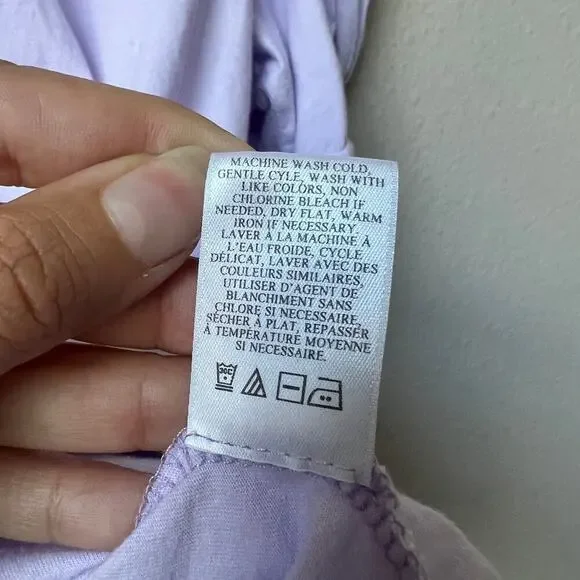 MACHINE WASH COLD,
GENTLE CYLE, WASH WITH
LIKE COLORS, NON
CHLORINE BLEACH IF
NEEDED, DRY FLAT, WARM
IRON IF NECESSARY.
LAVER À LA MACHINE À
L'EAU FROIDE, CYCLE
DÉLICAT, LAVER AVEC DES
COULEURS SIMILAIRES,
UTILISER D'AGENT DE
BLANCHIMENT SANS
CHLORE SI NECESSAIRE,
SÉCHER À PLAT, REPASSER
À TEMPÉRATURE MOYENNE
SI NECESSAIRE.
30C